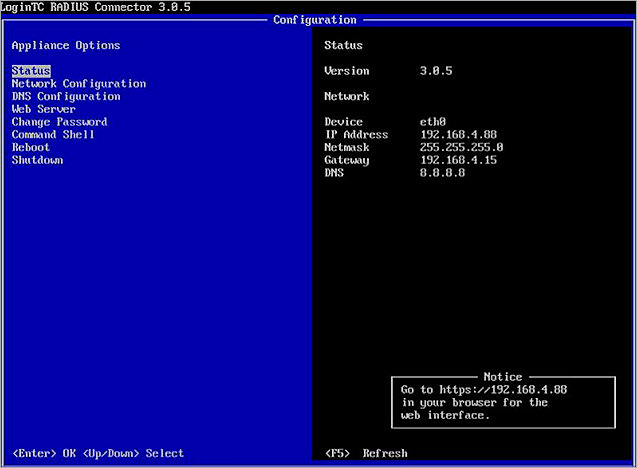 LoginTC RADIUS Connector 3.0.5
Configuration
Appliance Options
Status
Network Configuration
DNS Configuration
Web Server
Change Password
Command Shell
Reboot
Shutdown
<Enter> OK <Up/Down> Select
Status
Version 3.0.5
Network
Device eth0
IP Address 192.168.4.88
Netmask 255.255.255.0
Gateway 192.168.4.15
DNS 8.8.8.8
Notice
Go to https://192.168.4.88
in your browser for the
web interface.
<F5> Refresh